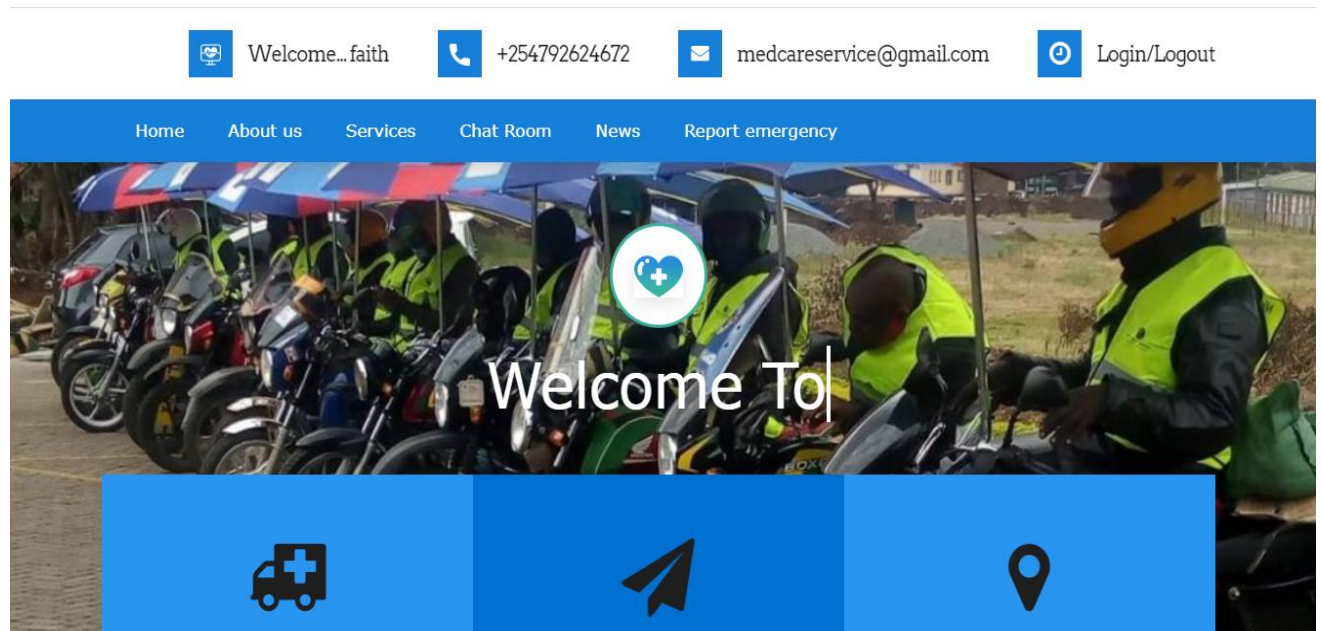 Welcome...faith +254792624672 medcareservice@gmail.com Login/Logout
Home About us Services Chat Room News Report emergency
Welcome To
BOXE